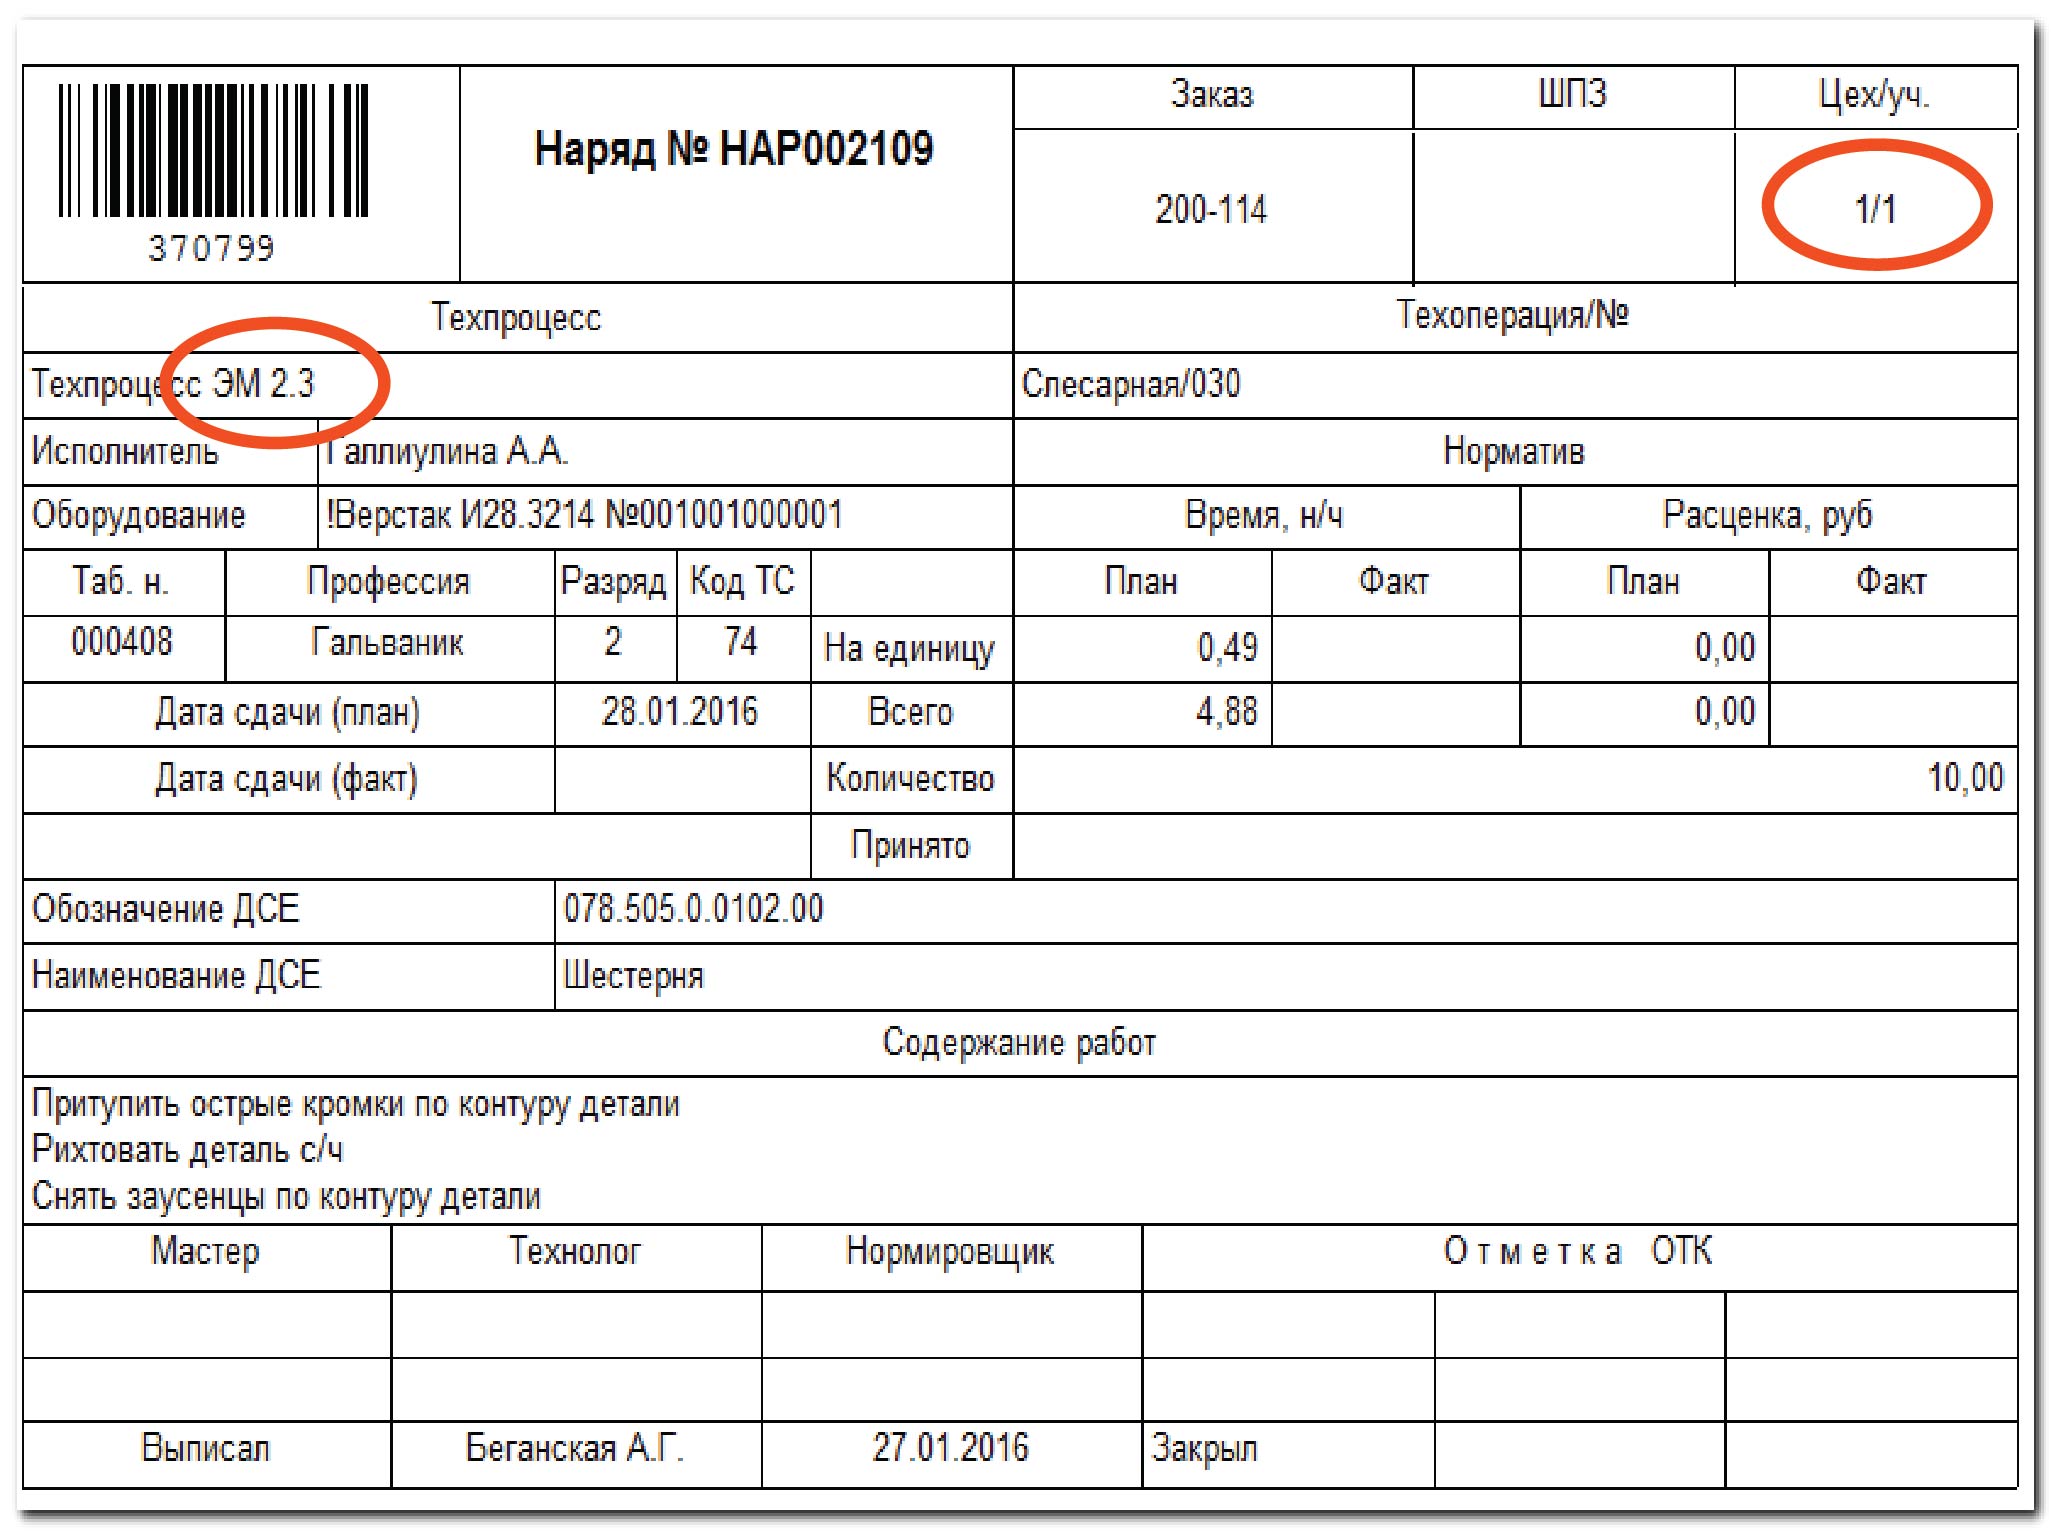 Заказ ШПЗ Цех/уч.
Наряд № НАР002109
200-114 1/1
370799
Техпроцесс Техоперация/№
Техпроцесс ЭМ 2.3 Слесарная/030
Исполнитель Галлиулина А.А. Норматив
Оборудование !Верстак И28.3214 №001001000001 Время, н/ч Расценка, руб
Таб. н. Профессия Разряд Код ТС План Факт План Факт
000408 Гальваник 2 74 На единицу 0,49 0,00
Дата сдачи (план) 28.01.2016 Всего 4,88 0,00
Дата сдачи (факт) Количество 10,00
Принято
Обозначение ДСЕ 078.505.0.0102.00
Наименование ДСЕ Шестерня
Содержание работ
Притупить острые кромки по контуру детали
Рихтовать деталь с/ч
Снять заусенцы по контуру детали
Мастер Технолог Нормировщик Отметка ОТК
Выписал Беганская А.Г. 27.01.2016 Закрыл